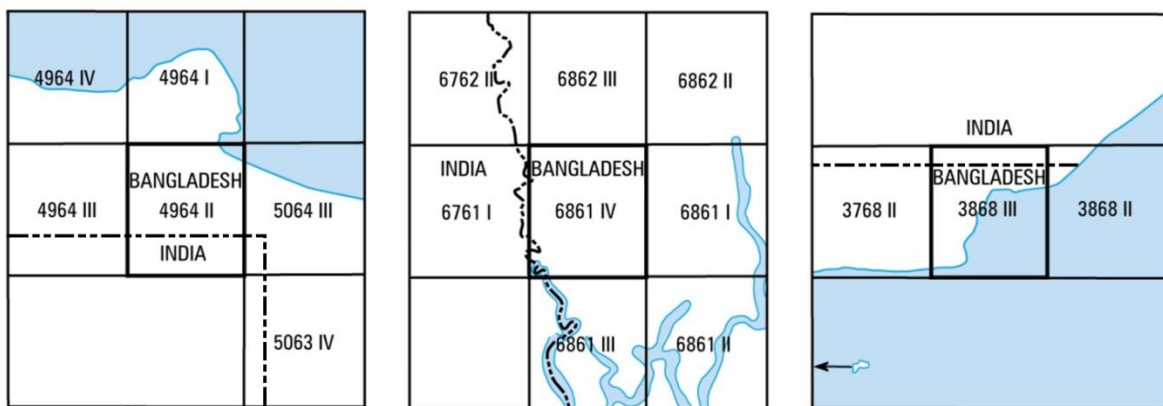 4964 IV
4964 I
4964 III
BANGLADESH
4964 II
5064 III
INDIA
5063 IV
6762 II
6862 III
6862 II
INDIA
BANGLADESH
6761 I
6861 IV
6861 I
6861 III
6861 II
INDIA
BANGLADESH
3768 II
3868 III
3868 II